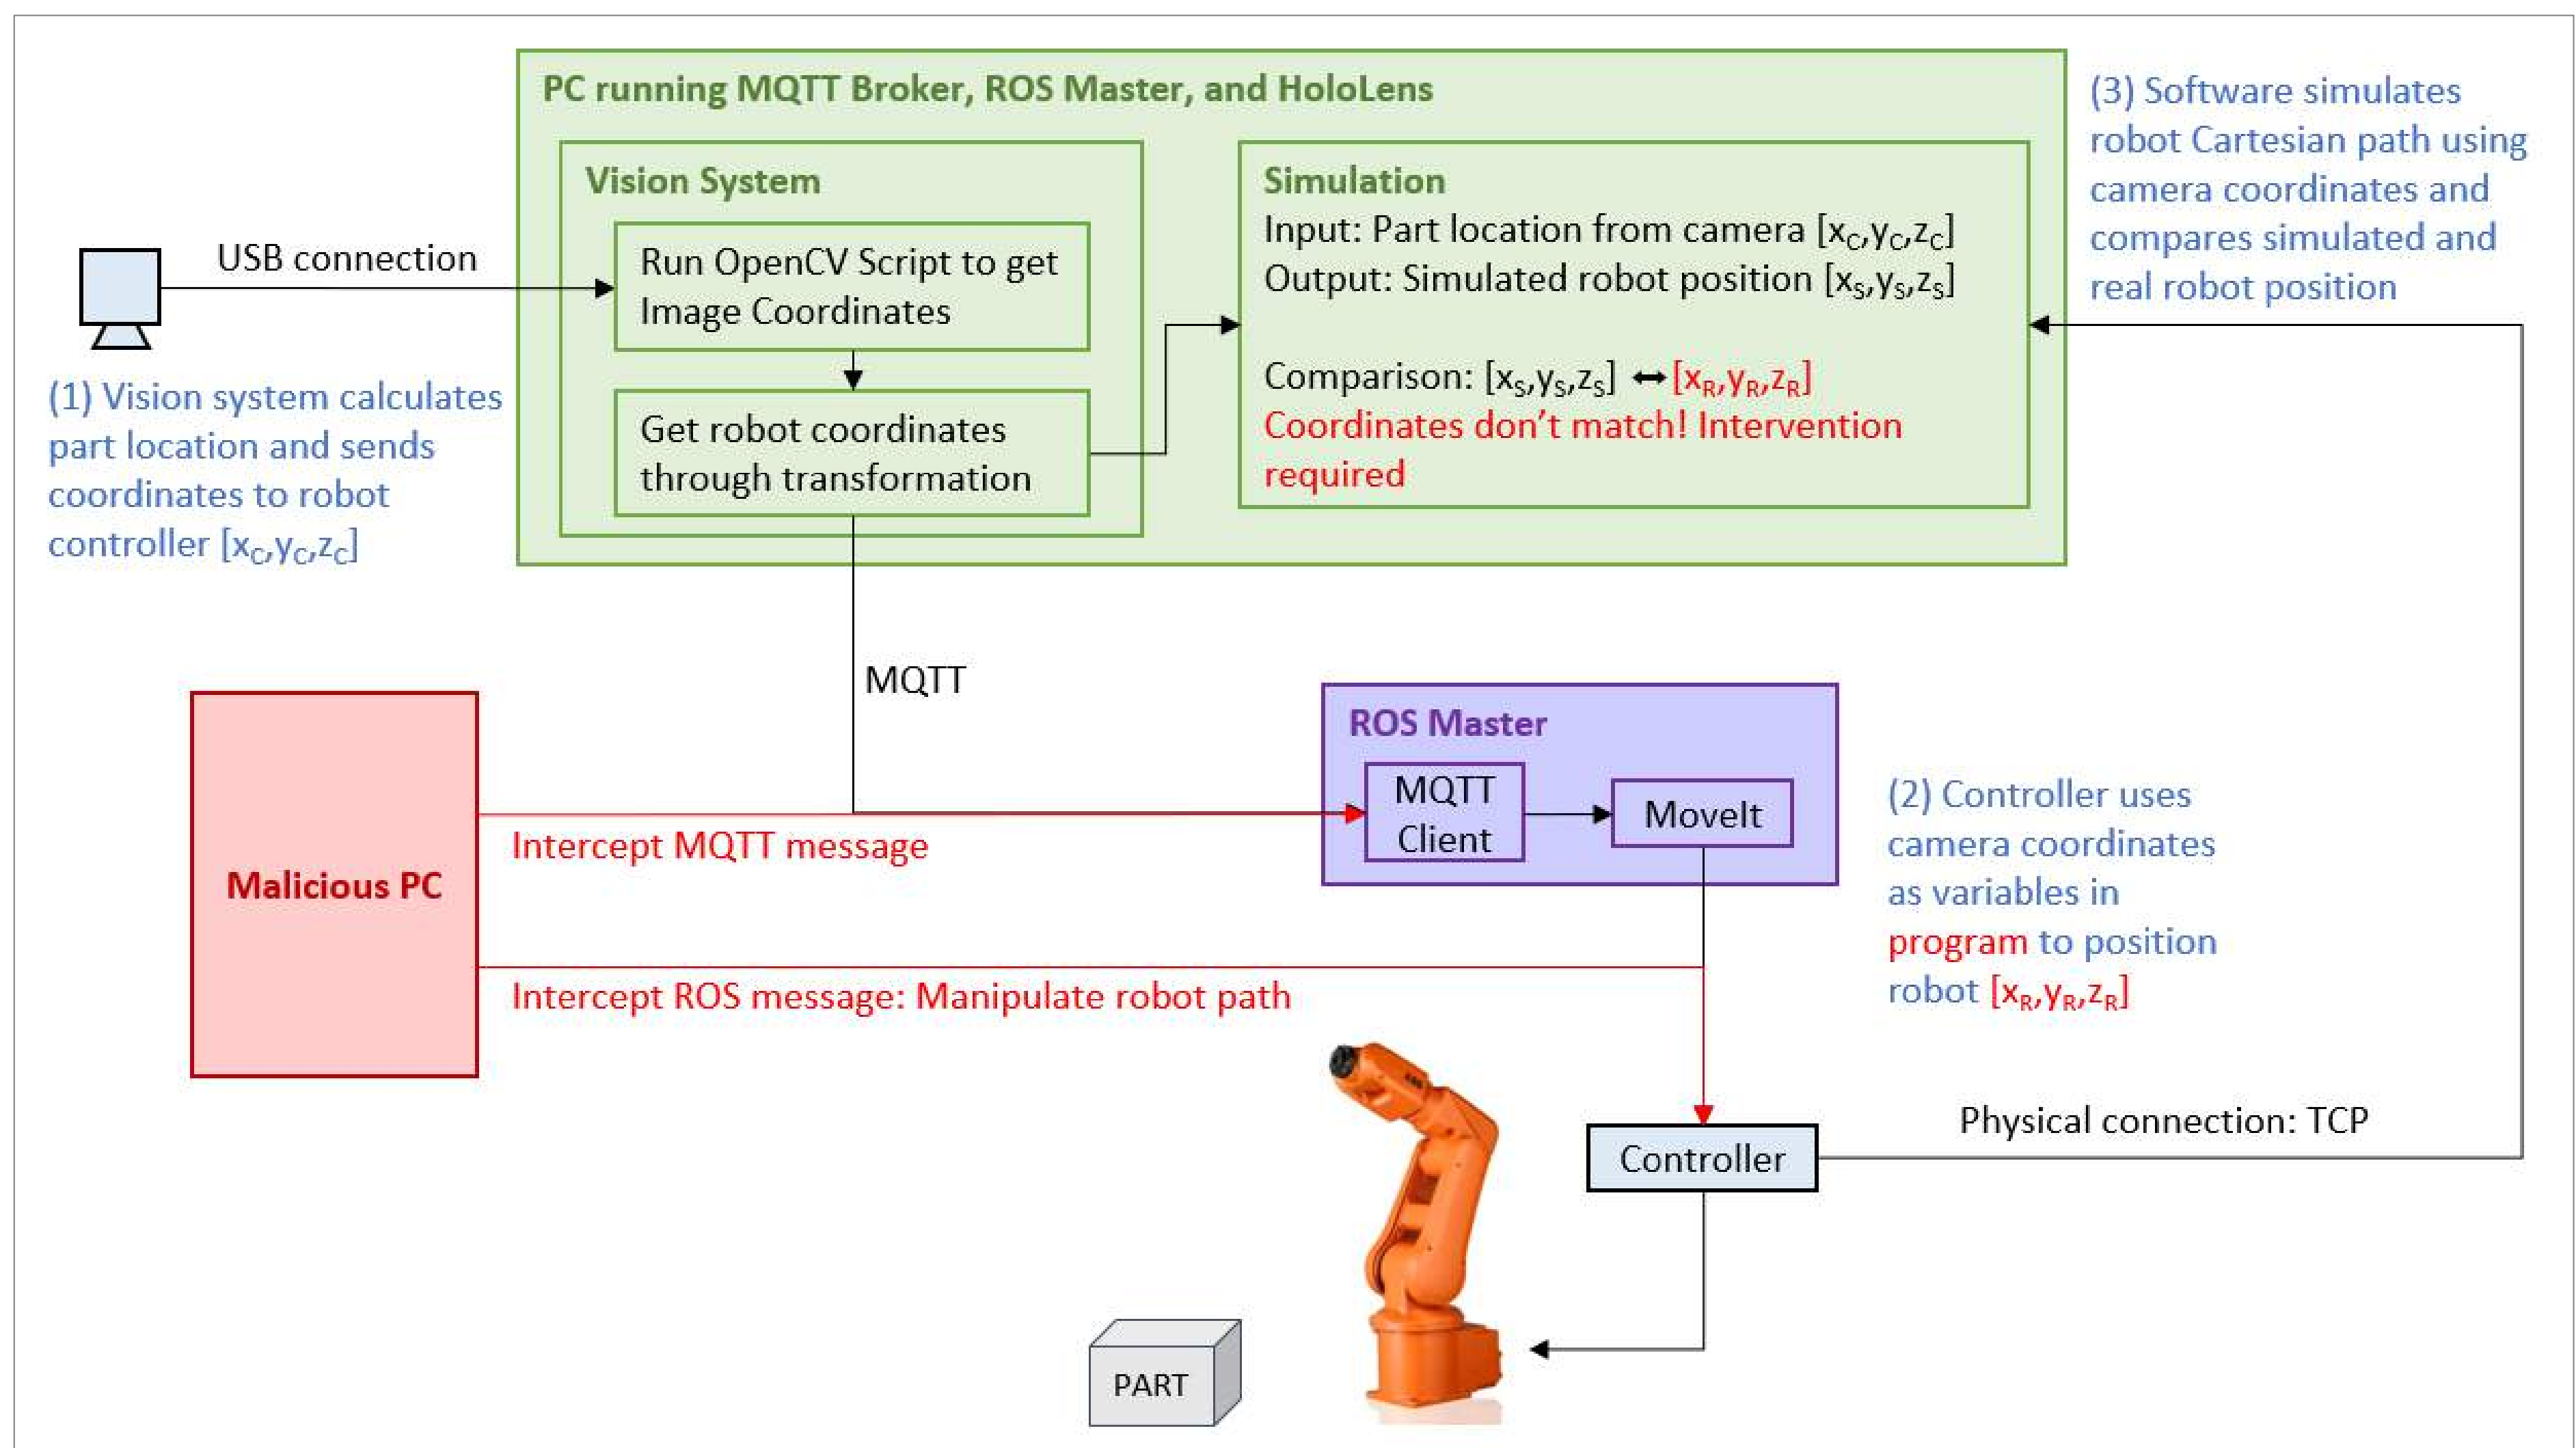 PC running MQTT Broker, ROS Master, and HoloLens
Vision System
Run OpenCV Script to get
Image Coordinates
Get robot coordinates
through transformation
Simulation
Input: Part location from camera [xC,yC,zC]
Output: Simulated robot position [xS,yS,zS]
Comparison: [xS,yS,zS] ↔ [xR,yR,zR]
Coordinates don't match! Intervention
required
(3) Software simulates
robot Cartesian path using
camera coordinates and
compares simulated and
real robot position
USB connection
(1) Vision system calculates
part location and sends
coordinates to robot
controller [xC,yC,zC]
MQTT
Malicious PC
Intercept MQTT message
Intercept ROS message: Manipulate robot path
ROS Master
MQTT
Client
MoveIt
(2) Controller uses
camera coordinates
as variables in
program to position
robot [xR,yR,zR]
Physical connection: TCP
Controller
PART